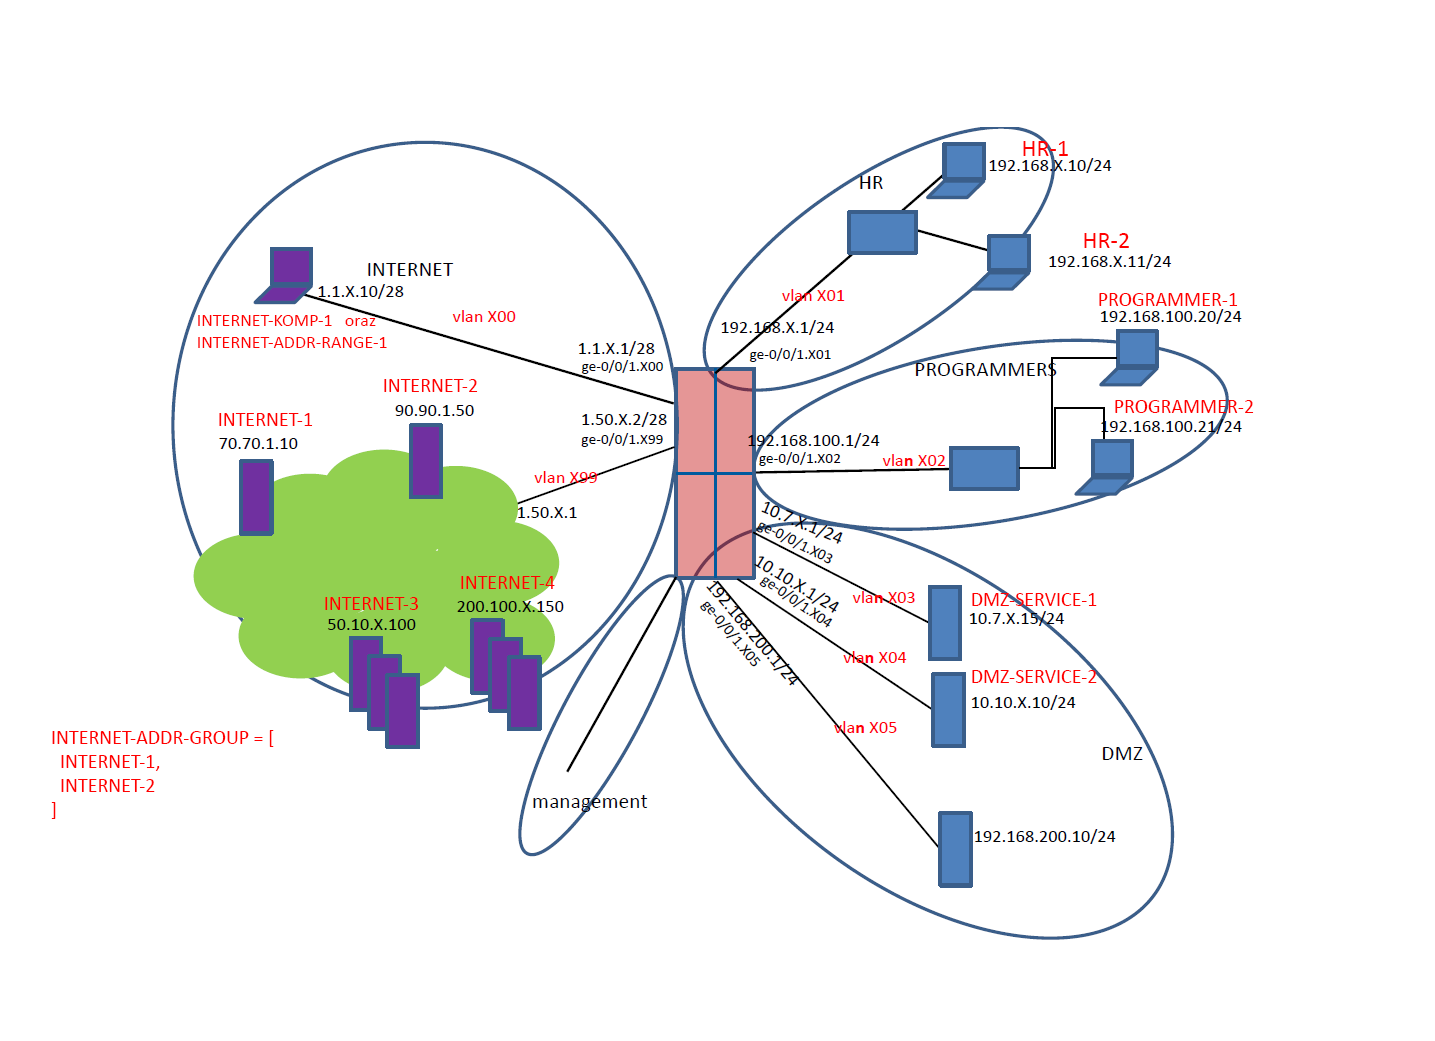 HR-1
192.168.X.10/24
HR
HR-2
192.168.X.11/24
INTERNET
1.1.X.10/28
INTERNET-KOMP-1 oraz
INTERNET-ADDR-RANGE-1
vlan X00
1.1.X.1/28
ge-0/0/1.X00
vlan X01
192.168.X.1/24
ge-0/0/1.X01
PROGRAMMER-1
192.168.100.20/24
PROGRAMMERS
PROGRAMMER-2
192.168.100.21/24
INTERNET-2
90.90.1.50
INTERNET-1
70.70.1.10
1.50.X.2/28
ge-0/0/1.X99
vlan X99
1.50.X.1
192.168.100.1/24
ge-0/0/1.X02
vlan X02
10.7.X.1/24
ge-0/0/1.X03
10.10.X.1/24
ge-0/0/1.X04
192.168.200.1/24
ge-0/0/1.X05
vlan X03
DMZ-SERVICE-1
10.7.X.15/24
vlan X04
DMZ-SERVICE-2
10.10.X.10/24
vlan X05
DMZ
192.168.200.10/24
INTERNET-4
200.100.X.150
INTERNET-3
50.10.X.100
INTERNET-ADDR-GROUP = [
INTERNET-1,
INTERNET-2
]
management